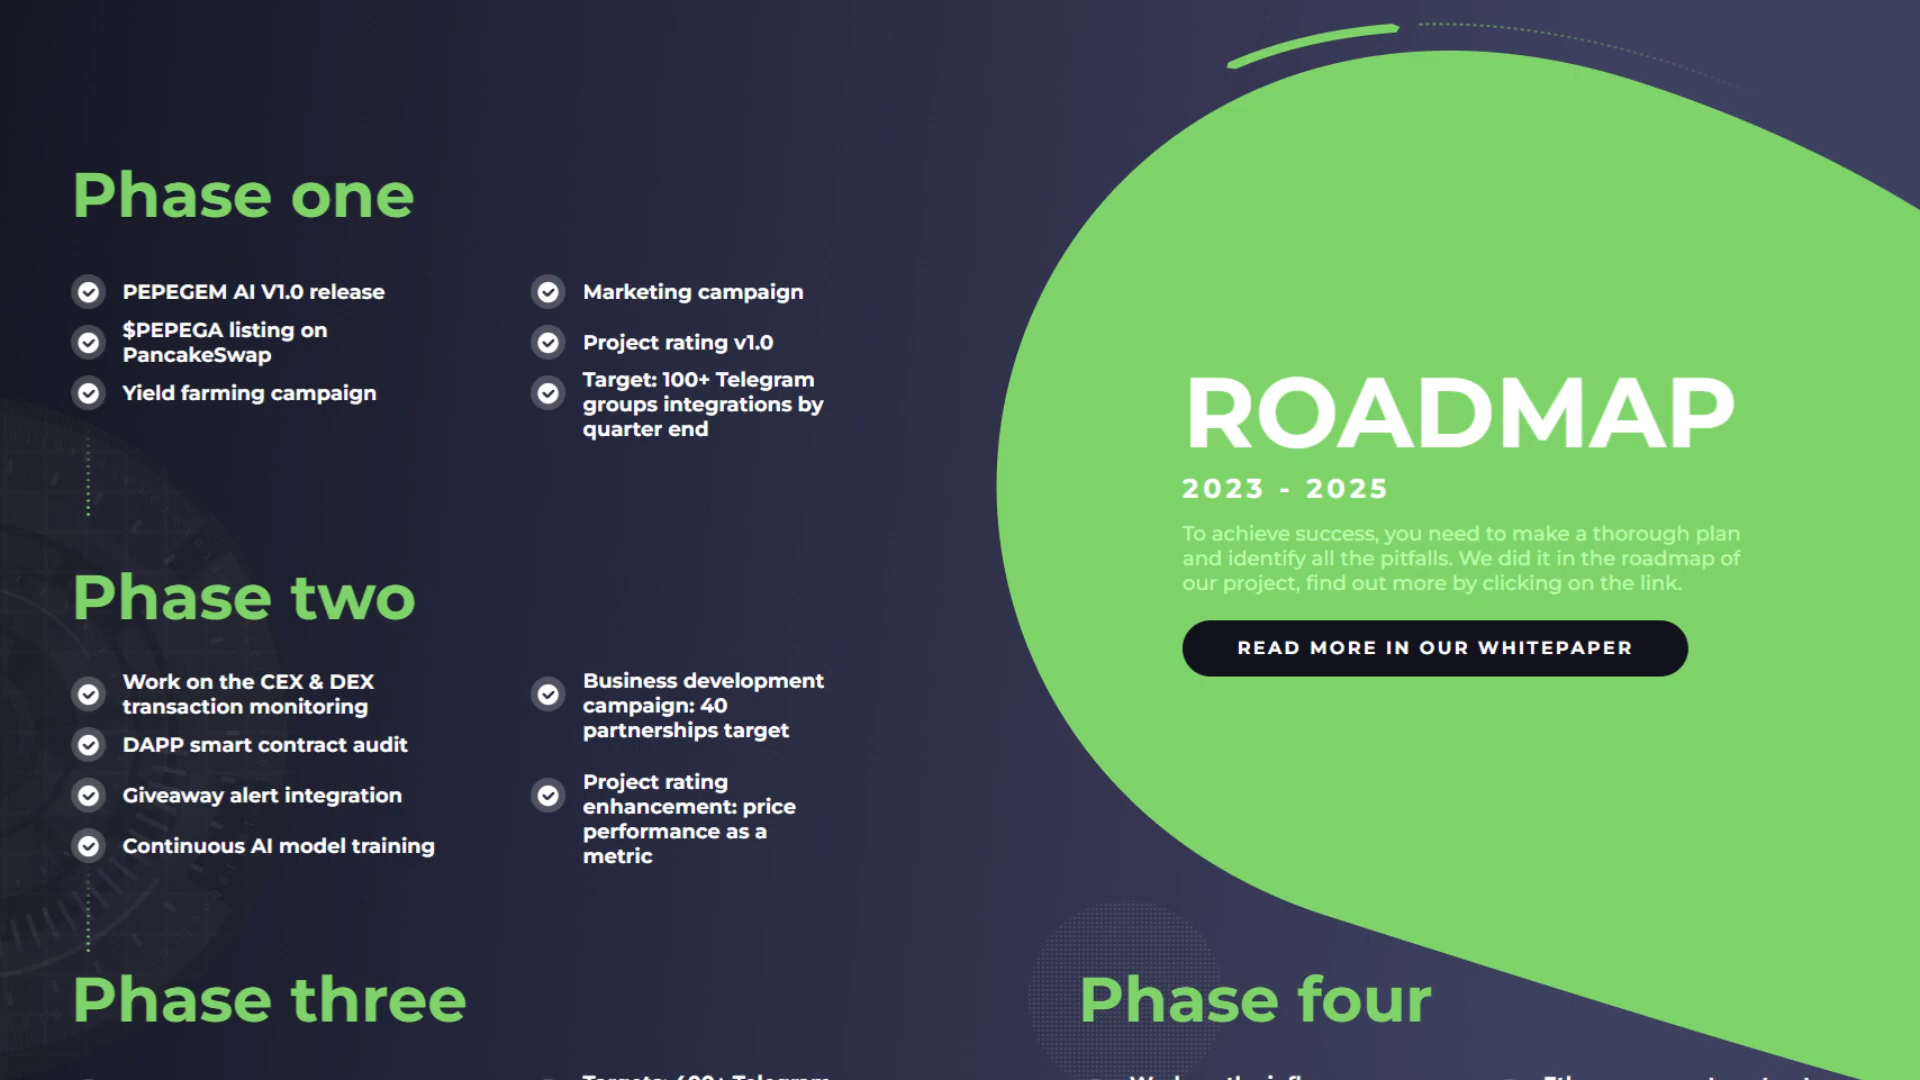 Phase one
PEPEGEM AI V1.0 release
$PEPEGA listing on
PancakeSwap
Yield farming campaign
Marketing campaign
Project rating v1.0
Target: 100+ Telegram
groups integrations by
quarter end
ROADMAP
2023 - 2025
To achieve success, you need to make a thorough plan
and identify all the pitfalls. We did it in the roadmap of
our project, find out more by clicking on the link.
READ MORE IN OUR WHITEPAPER
Phase two
Work on the CEX & DEX
transaction monitoring
DAPP smart contract audit
Giveaway alert integration
Continuous AI model training
Business development
campaign: 40
partnerships target
Project rating
enhancement: price
performance as a
metric
Phase three
Targets: 400+ Telegram
Phase four